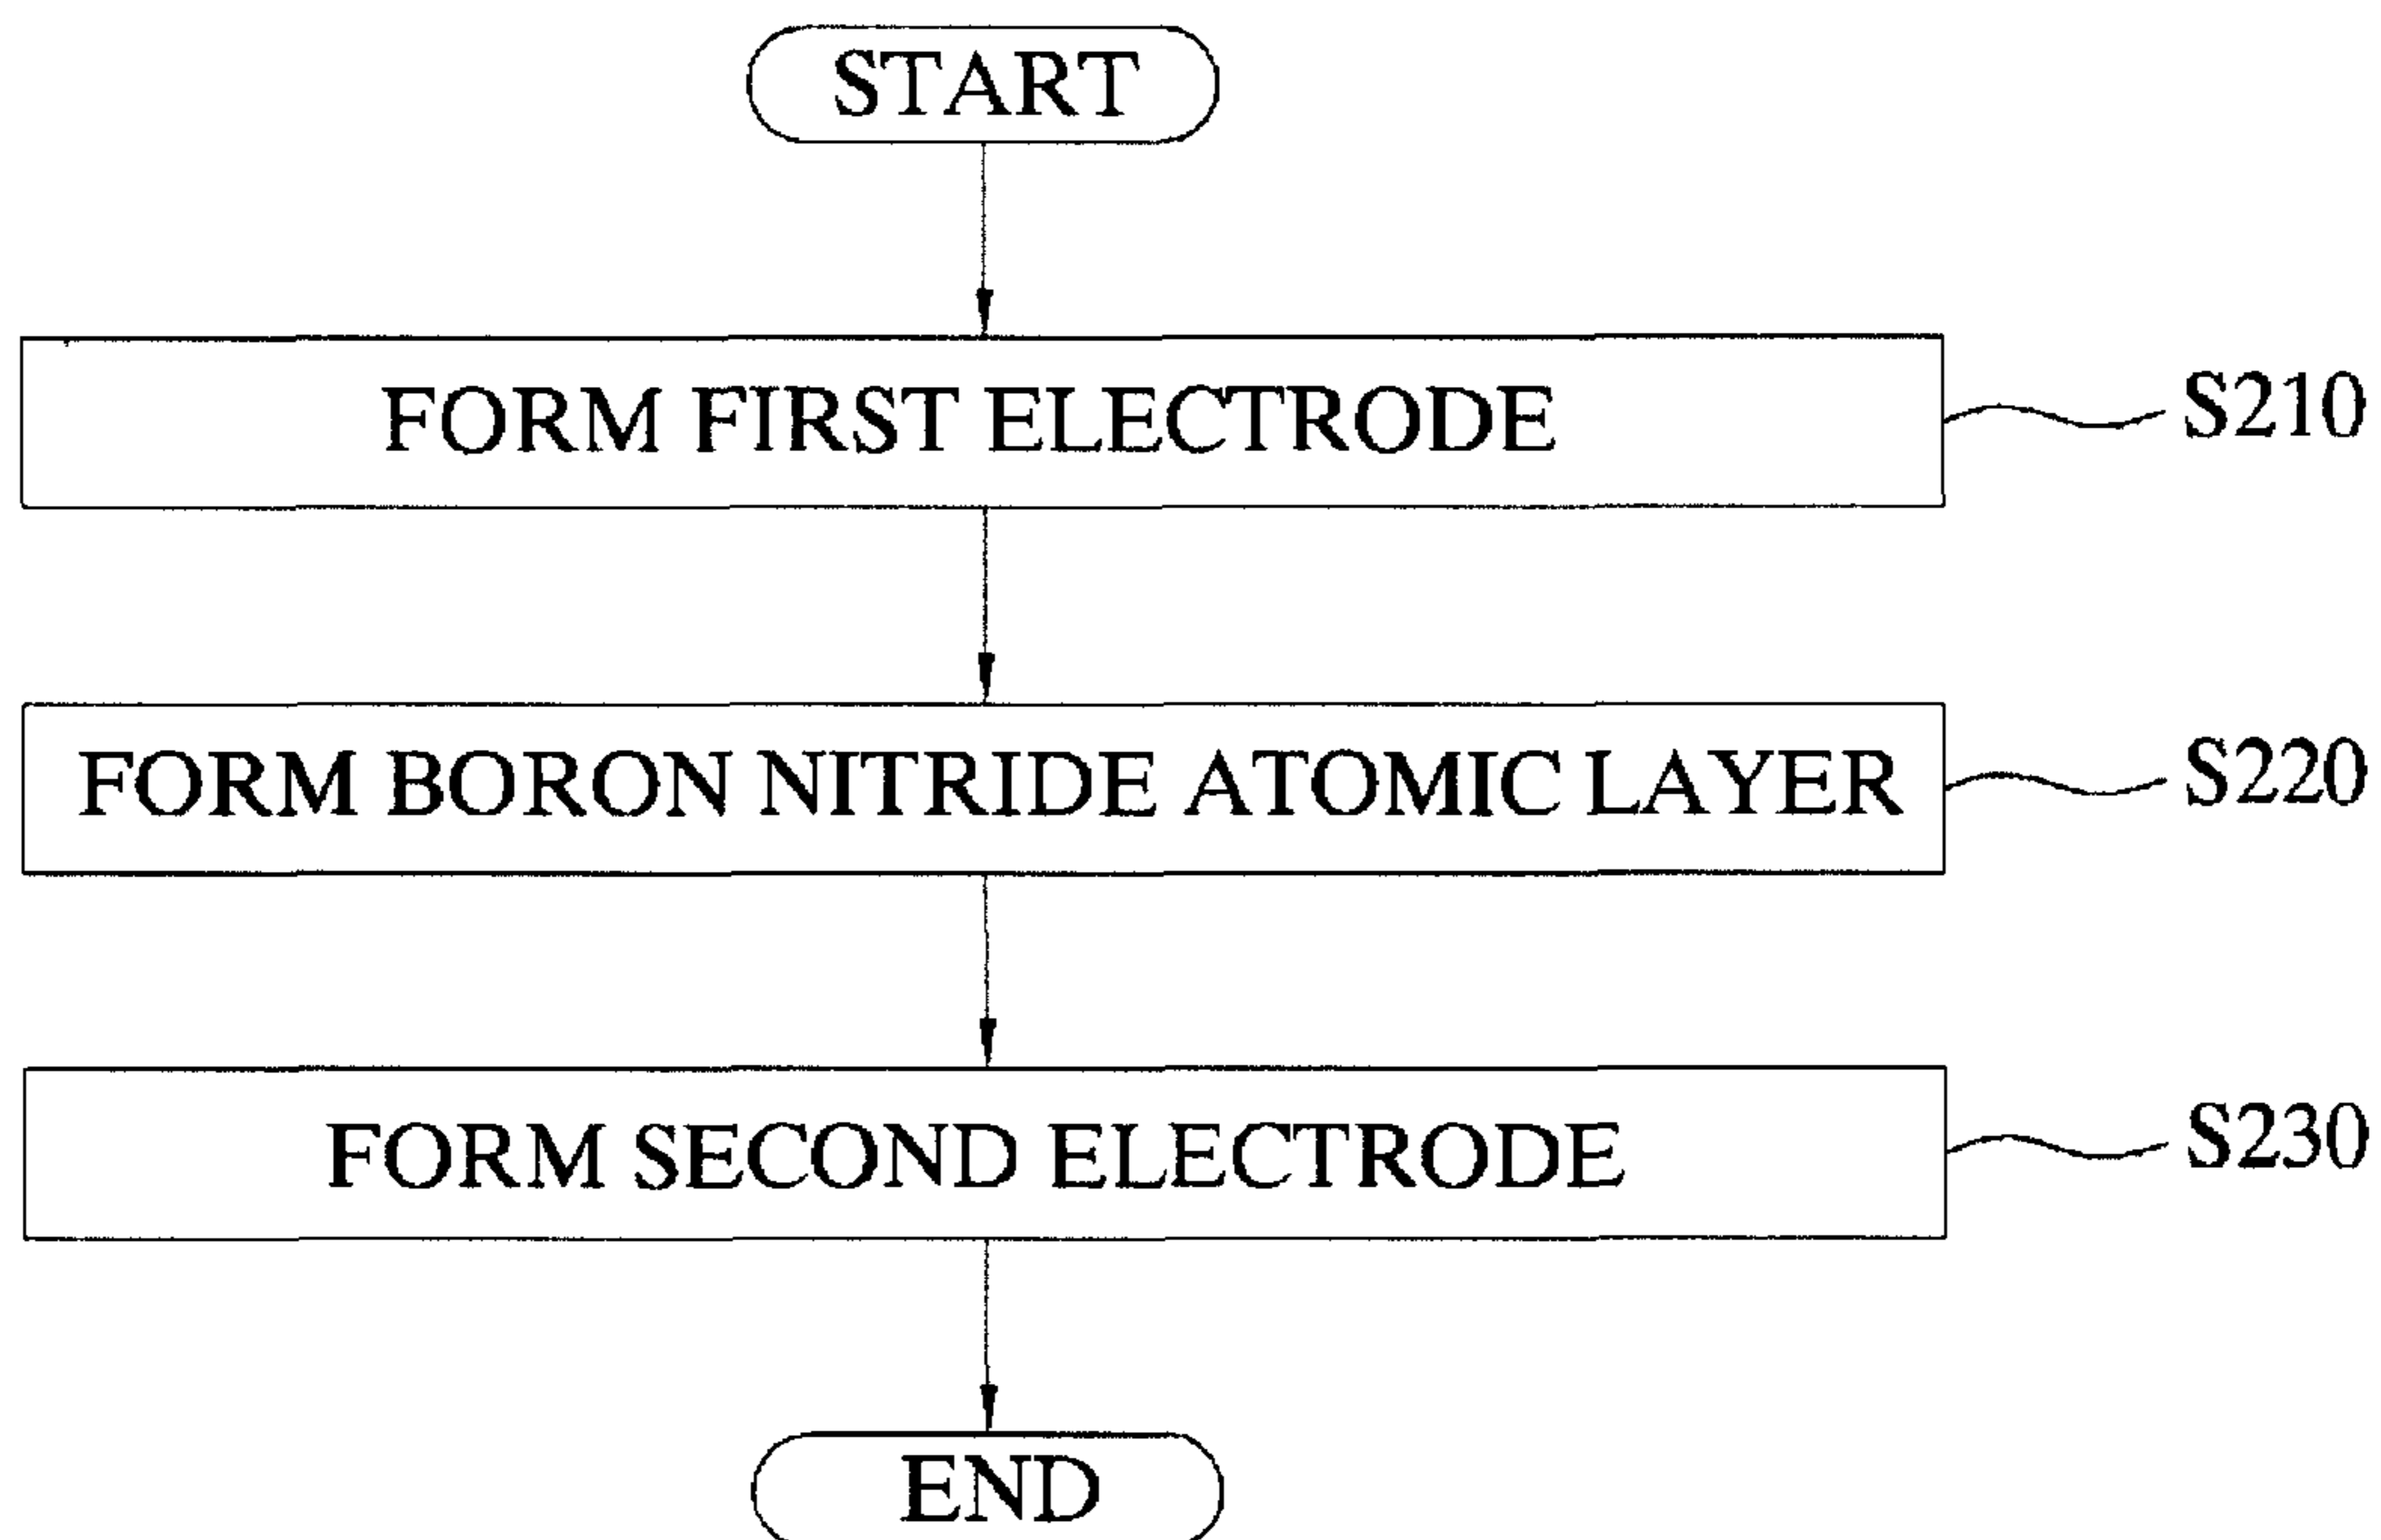 START
FORM FIRST ELECTRODE
S210
FORM BORON NITRIDE ATOMIC LAYER
S220
FORM SECOND ELECTRODE
S230
END